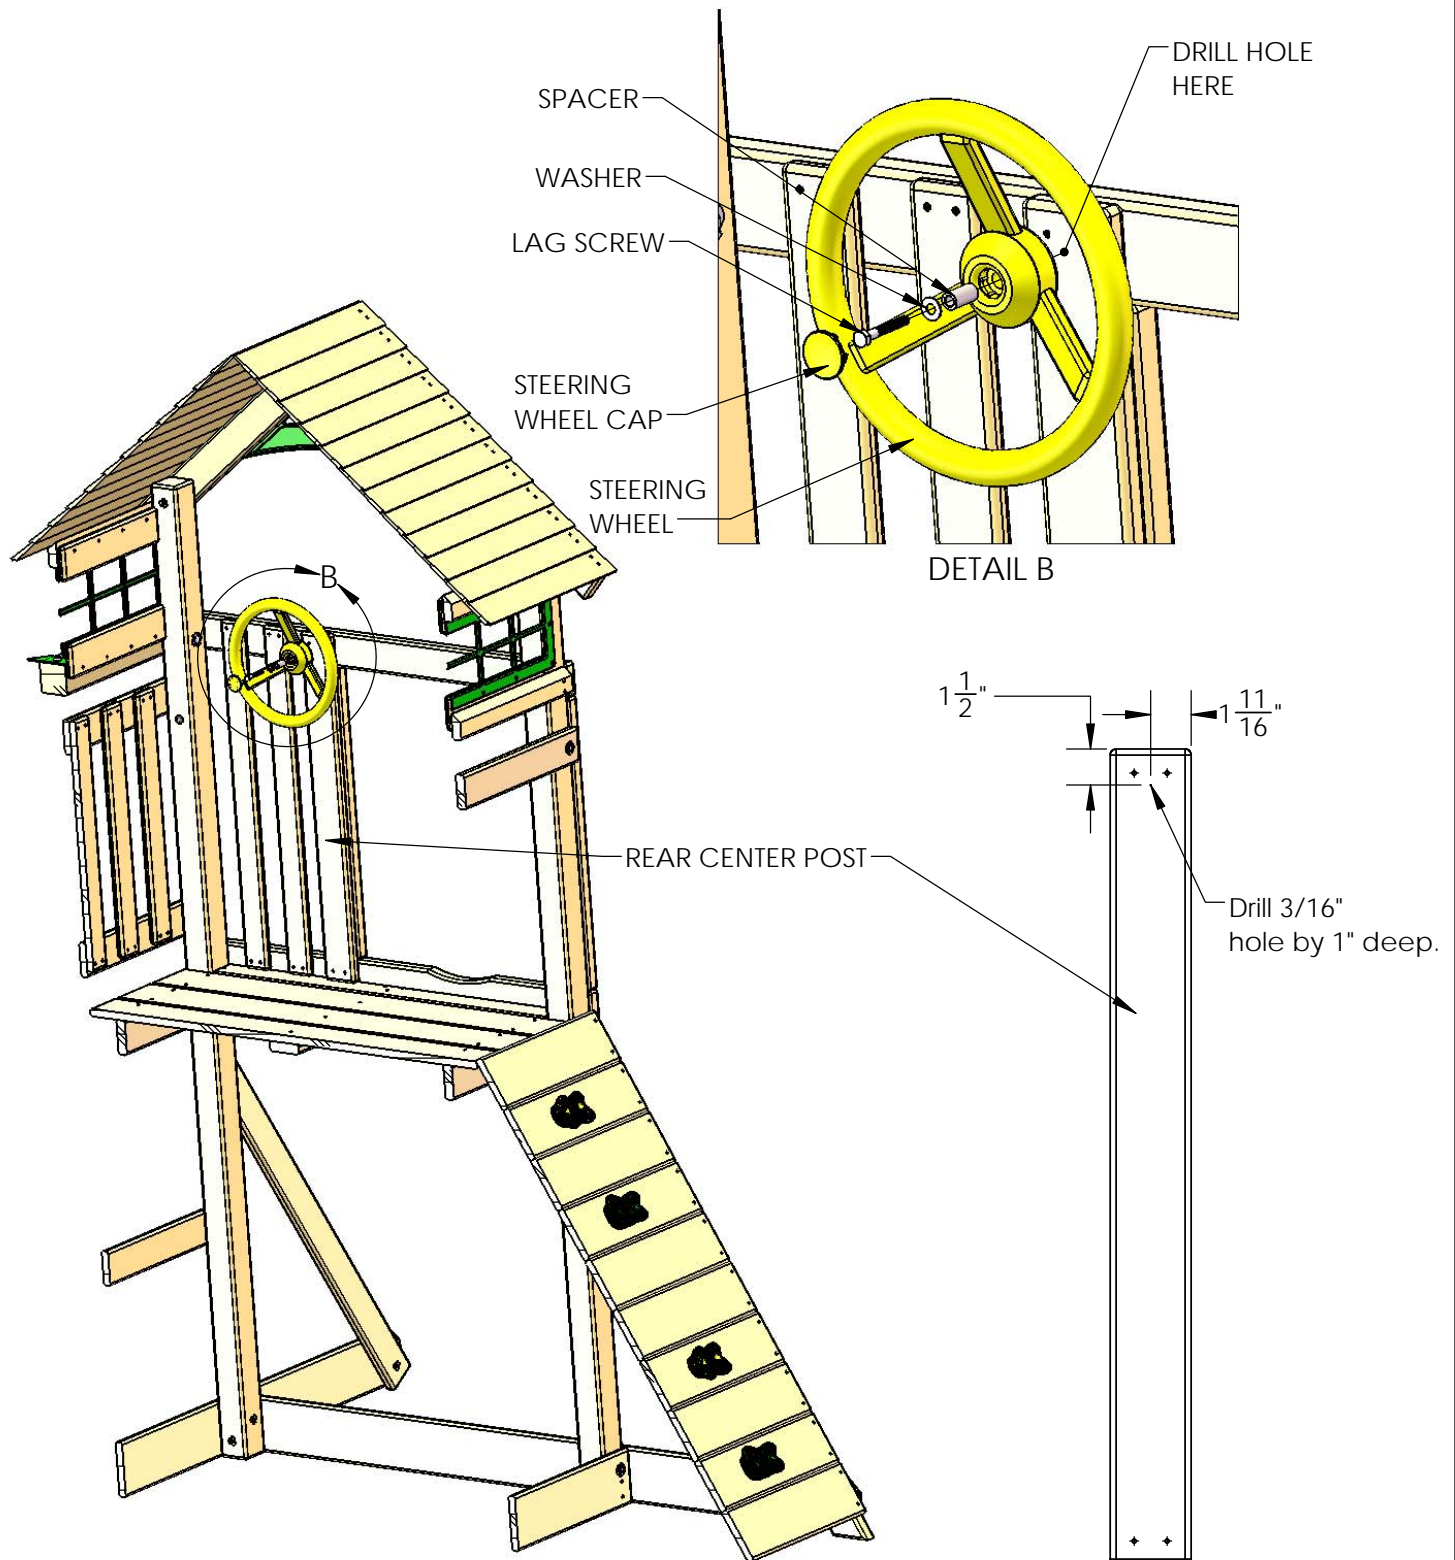 DRILL HOLE
HERE
SPACER
WASHER
LAG SCREW
STEERING
WHEEL CAP
STEERING
WHEEL
DETAIL B
B
1 1/2"
1 11/16"
REAR CENTER POST
Drill 3/16"
hole by 1" deep.